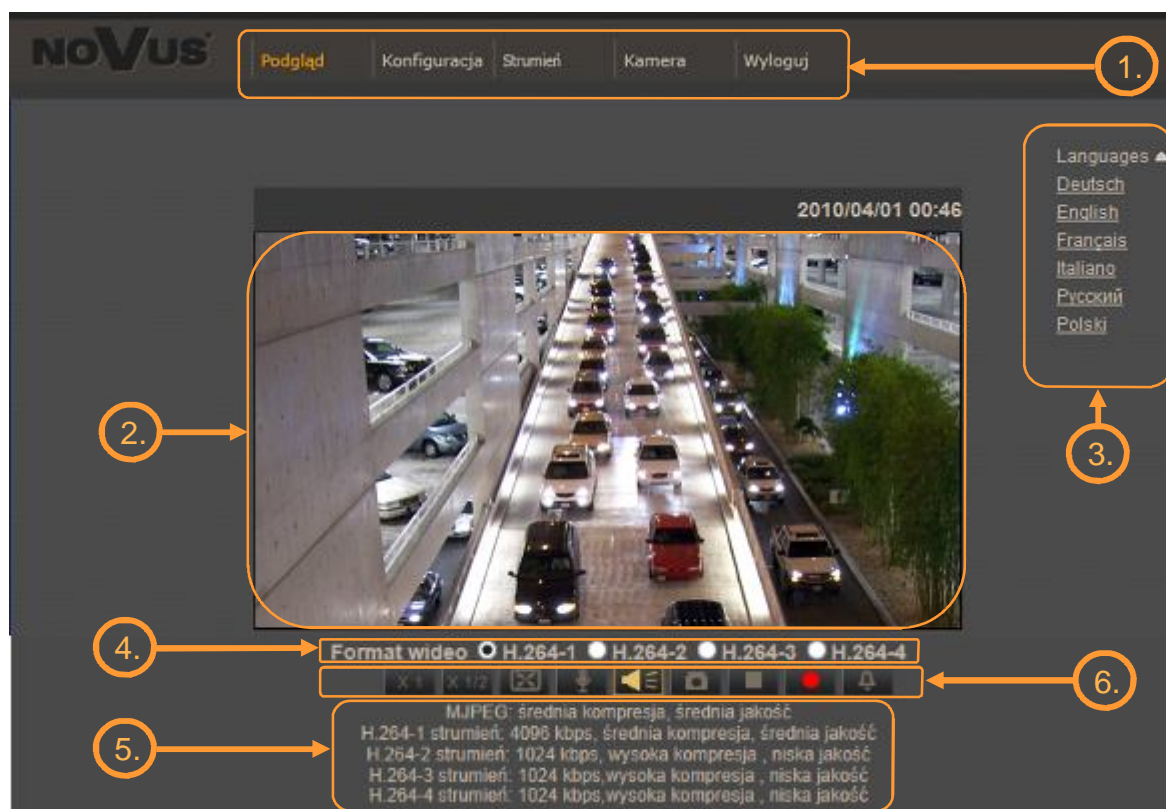 NOVUS
Podgląd Konfiguracja Strumień Kamera Wyloguj
1.
Languages
Deutsch
English
Français
Italiano
Русский
Polski
2010/04/01 00:46
2.
3.
4.
Format wideo H.264-1 H.264-2 H.264-3 H.264-4
X 1 X 1/2
6.
5.
MJPEG: średnia kompresja, średnia jakość
H.264-1 strumień: 4096 kbps, średnia kompresja, średnia jakość
H.264-2 strumień: 1024 kbps, wysoka kompresja , niska jakość
H.264-3 strumień: 1024 kbps,wysoka kompresja , niska jakość
H.264-4 strumień: 1024 kbps,wysoka kompresja , niska jakość